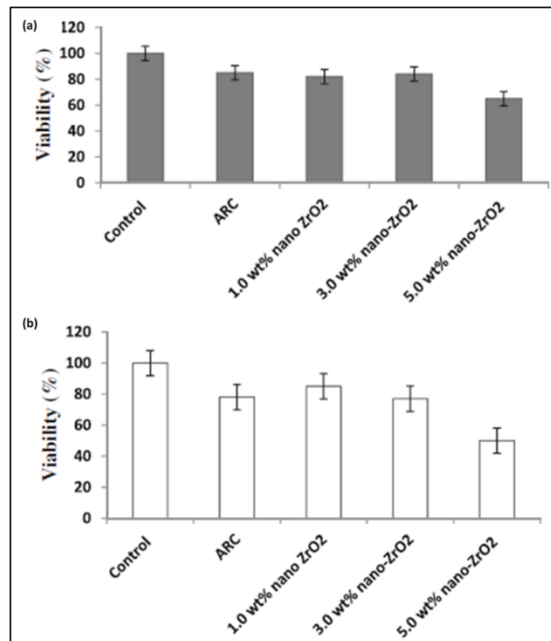 (a)
Viability (%)
120
100
80
60
40
20
0
Control
ARC
1.0 wt% nano ZrO2
3.0 wt% nano-ZrO2
5.0 wt% nano-ZrO2
(b)
Viability (%)
120
100
80
60
40
20
0
Control
ARC
1.0 wt% nano ZrO2
3.0 wt% nano-ZrO2
5.0 wt% nano-ZrO2